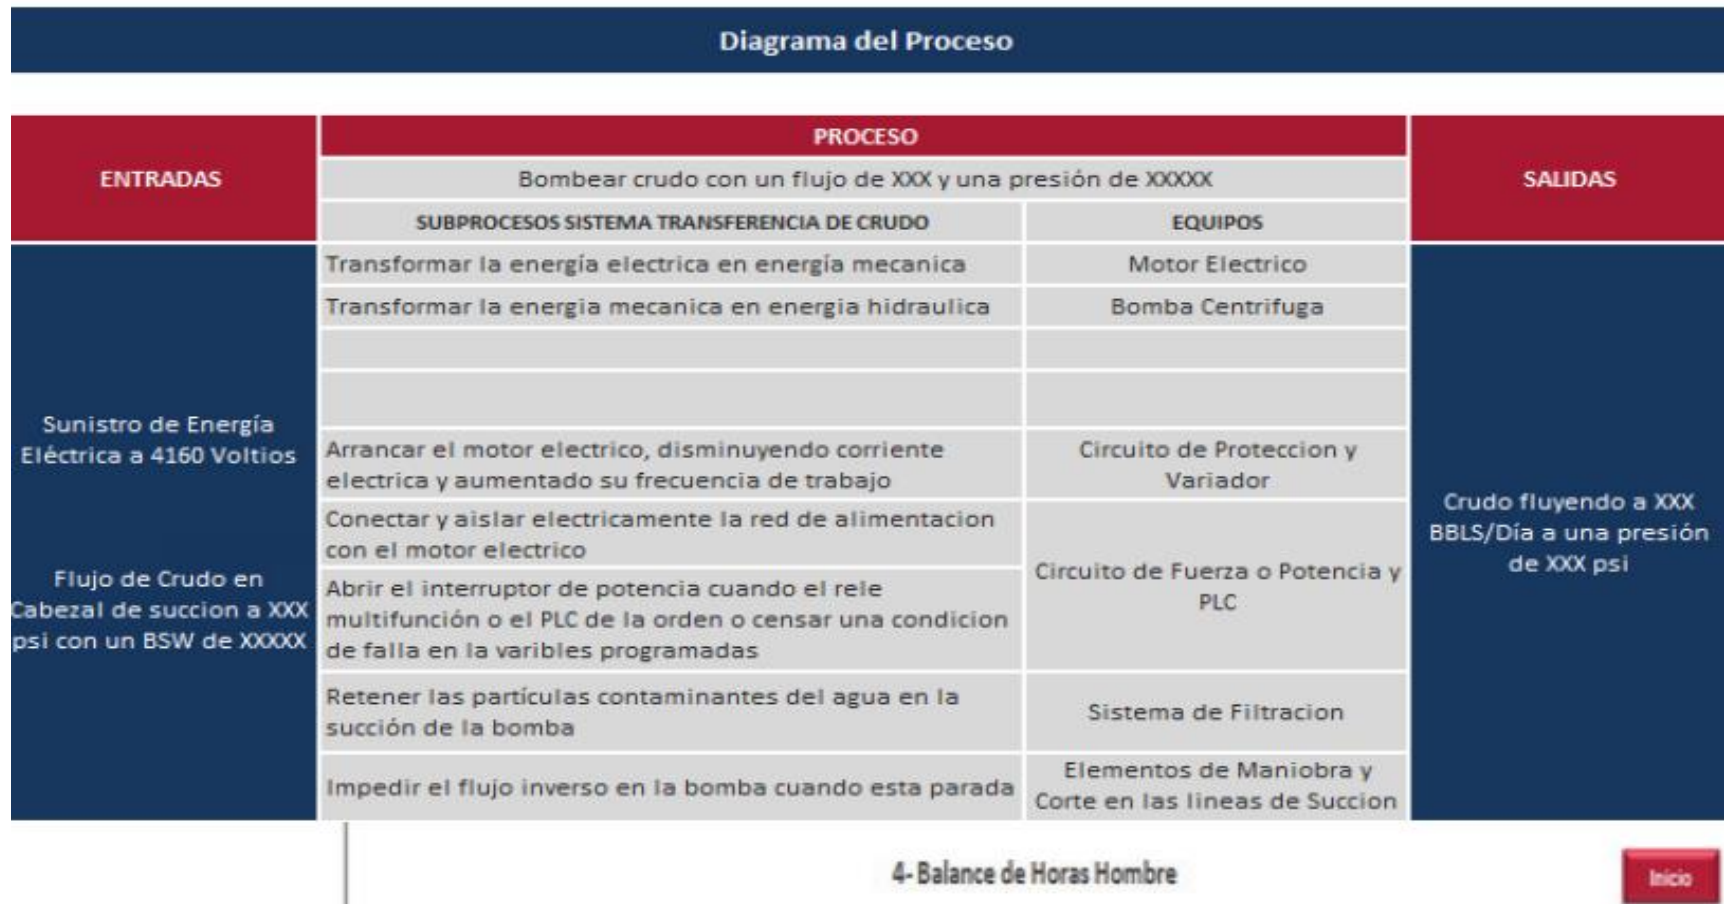 Diagrama del Proceso
ENTRADAS
PROCESO
SALIDAS
Bombear crudo con un flujo de XXX y una presión de XXXXX
SUBPROCESOS SISTEMA TRANSFERENCIA DE CRUDO
EQUIPOS
Transformar la energía electrica en energía mecanica
Motor Electrico
Transformar la energia mecanica en energia hidraulica
Bomba Centrifuga
Sunistro de Energía
Eléctrica a 4160 Voltios
Flujo de Crudo en
Cabezal de succion a XXX
psi con un BSW de XXXXX
Arrancar el motor electrico, disminuyendo corriente
electrica y aumentado su frecuencia de trabajo
Circuito de Proteccion y
Variador
Conectar y aislar electricamente la red de alimentacion
con el motor electrico
Abrir el interruptor de potencia cuando el rele
multifunción o el PLC de la orden o censar una condicion
de falla en la varibles programadas
Circuito de Fuerza o Potencia y
PLC
Retener las partículas contaminantes del agua en la
succión de la bomba
Sistema de Filtracion
Impedir el flujo inverso en la bomba cuando esta parada
Elementos de Maniobra y
Corte en las lineas de Succion
Crudo fluyendo a XXX
BBLS/Día a una presión
de XXX psi
4- Balance de Horas Hombre
Inicio